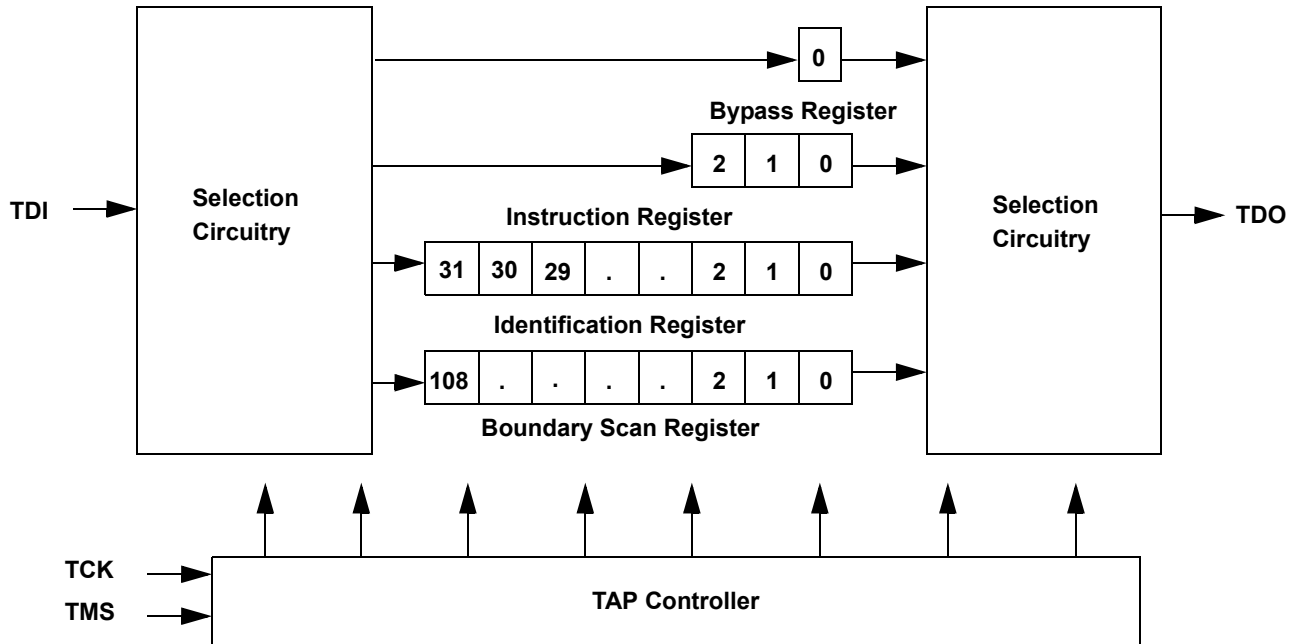 0
Bypass Register
2 1 0
Selection
Circuitry
Selection
Circuitry
TDI
TDO
Instruction Register
31 30 29 . . 2 1 0
Identification Register
108 . . . . 2 1 0
Boundary Scan Register
TCK
TMS
TAP Controller